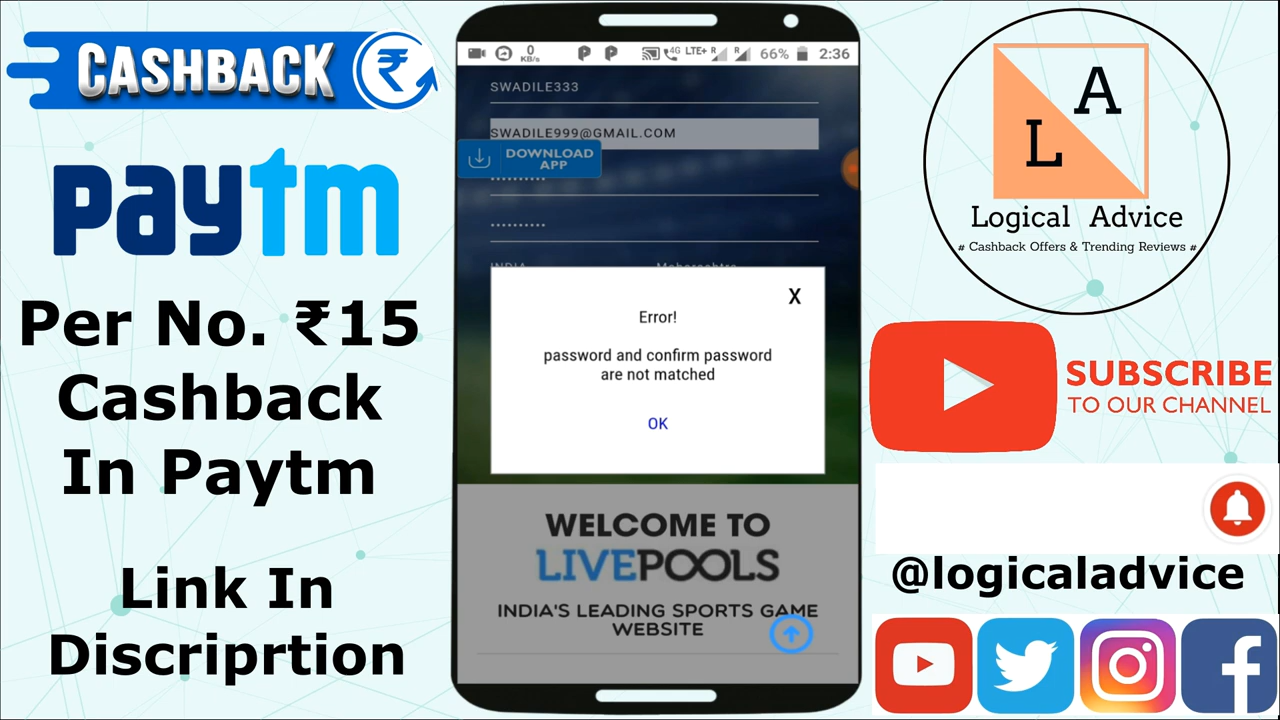 CASHBACK ₹
paytm
Per No. ₹15
Cashback
In Paytm
Link In
Discriprtion
0
KB/s
4G LTE+ R R 66% 2:36
SWADILE333
SWADILE999@GMAIL.COM
DOWNLOAD
APP
INDIA Maharashtra
X
Error!
password and confirm password
are not matched
OK
WELCOME TO
LIVEPOOLS
INDIA'S LEADING SPORTS GAME
WEBSITE
A
L
Logical Advice
# Cashback Offers & Trending Reviews #
SUBSCRIBE
TO OUR CHANNEL
@logicaladvice